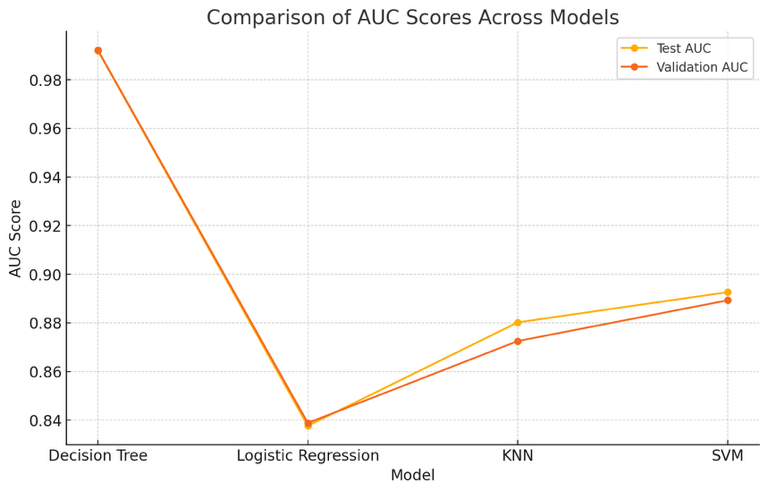 Comparison of AUC Scores Across Models
Test AUC
Validation AUC
0.98
0.96
0.94
0.92
0.90
0.88
0.86
0.84
AUC Score
Decision Tree
Logistic Regression
KNN
SVM
Model